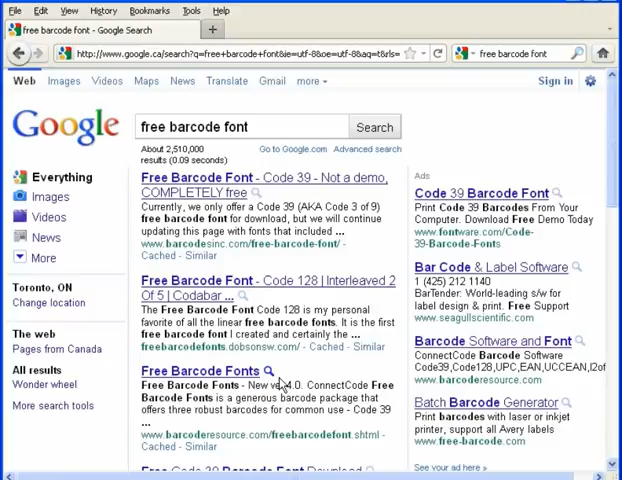 File Edit View History Bookmarks Tools Help
free barcode font - Google Search
http://www.google.ca/search?q=free+barcode+font&ie=utf-8&oe=utf-8&aq=t&rls=
free barcode font
Web Images Videos Maps News Translate Gmail more
Sign in
Google
free barcode font
Search
About 2,510,000
results (0.09 seconds)
Go to Google.com Advanced search
Everything
Images
Videos
News
More
Toronto, ON
Change location
The web
Pages from Canada
All results
Wonder wheel
More search tools
Free Barcode Font - Code 39 - Not a demo,
COMPLETELY free
Currently, we only offer a Code 39 (AKA Code 3 of 9)
free barcode font for download, but we will continue
updating this page with fonts that included ...
www.barcodesinc.com/free-barcode-font/ -
Cached - Similar
Free Barcode Font - Code 128 | Interleaved 2
Of 5 | Codabar ...
The Free Barcode Font Code 128 is my personal
favorite of all the linear free barcode fonts. It is the first
free barcode font I created and certainly the ...
freebarcodefonts.dobsonsw.com/ - Cached - Similar
Free Barcode Fonts
Free Barcode Fonts - New ve 4.0. ConnectCode Free
Barcode Fonts is a generous barcode package that
offers three robust barcodes for common use - Code 39
...
www.barcoderesource.com/freebarcodefont.shtml -
Cached - Similar
Free Code 39 Barcode Font Download
Ads
Code 39 Barcode Font
Print Code 39 Barcodes From Your
Computer. Download Free Demo Today
www.fontware.com/Code-
39-Barcode-Fonts
Bar Code & Label Software
1 (425) 212 1140
BarTender: World-leading s/w for
label design & print. Free Support
www.seagullscientific.com
Barcode Software and Font
ConnectCode Barcode Software
Code128,UPC,EAN,UCCEAN,I2of
www.barcoderesource.com
Batch Barcode Generator
Print barcodes with laser or inkjet
printer, support all Avery labels
www.free-barcode.com
See your ad here »